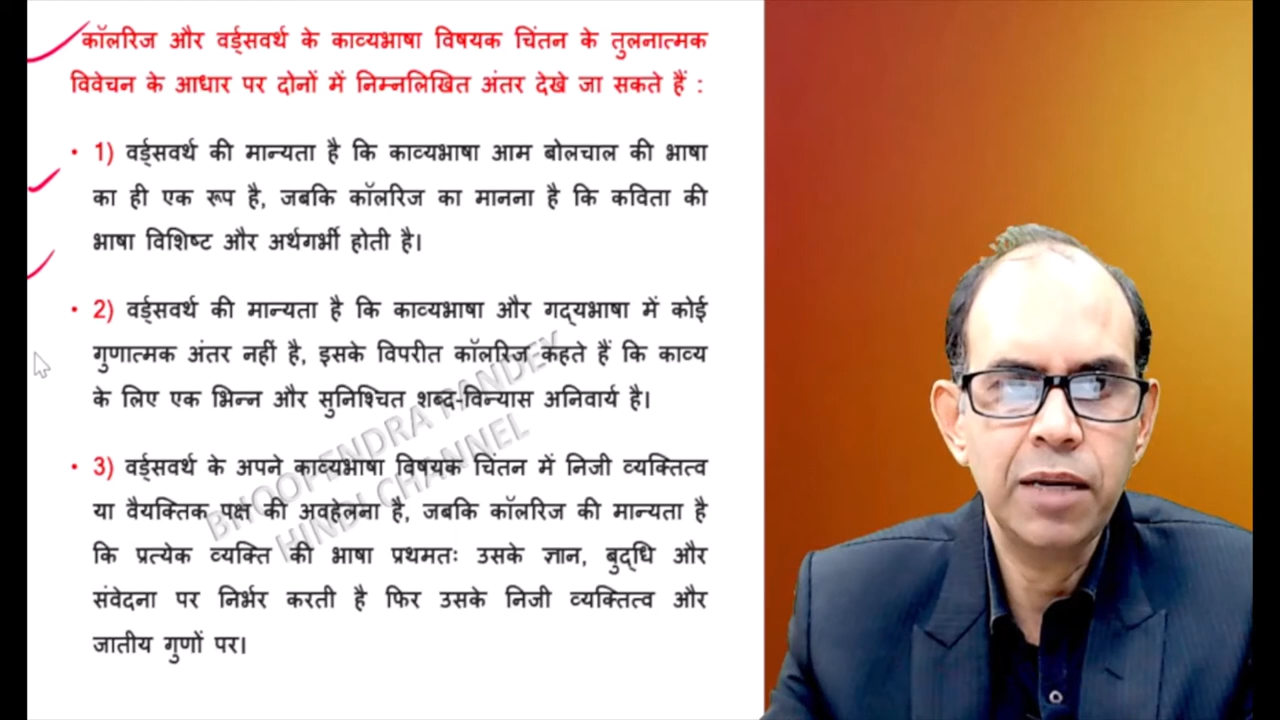 कॉलरिज और वर्ड्सवर्थ के काव्यभाषा विषयक चिंतन के तुलनात्मक
विवेचन के आधार पर दोनों में निम्नलिखित अंतर देखे जा सकते हैं :
• 1) वर्ड्सवर्थ की मान्यता है कि काव्यभाषा आम बोलचाल की भाषा
का ही एक रूप है, जबकि कॉलरिज का मानना है कि कविता की
भाषा विशिष्ट और अर्थगर्भी होती है।
• 2) वर्ड्सवर्थ की मान्यता है कि काव्यभाषा और गद्यभाषा में कोई
गुणात्मक अंतर नहीं है, इसके विपरीत कॉलरिज कहते हैं कि काव्य
के लिए एक भिन्न और सुनिश्चित शब्द-विन्यास अनिवार्य है।
• 3) वर्ड्सवर्थ के अपने काव्यभाषा विषयक चिंतन में निजी व्यक्तित्व
या वैयक्तिक पक्ष की अवहेलना है, जबकि कॉलरिज की मान्यता है
कि प्रत्येक व्यक्ति की भाषा प्रथमतः उसके ज्ञान, बुद्धि और
संवेदना पर निर्भर करती है फिर उसके निजी व्यक्तित्व और
जातीय गुणों पर।
BHOOPENDRA PANDEY
HINDI CHANNEL